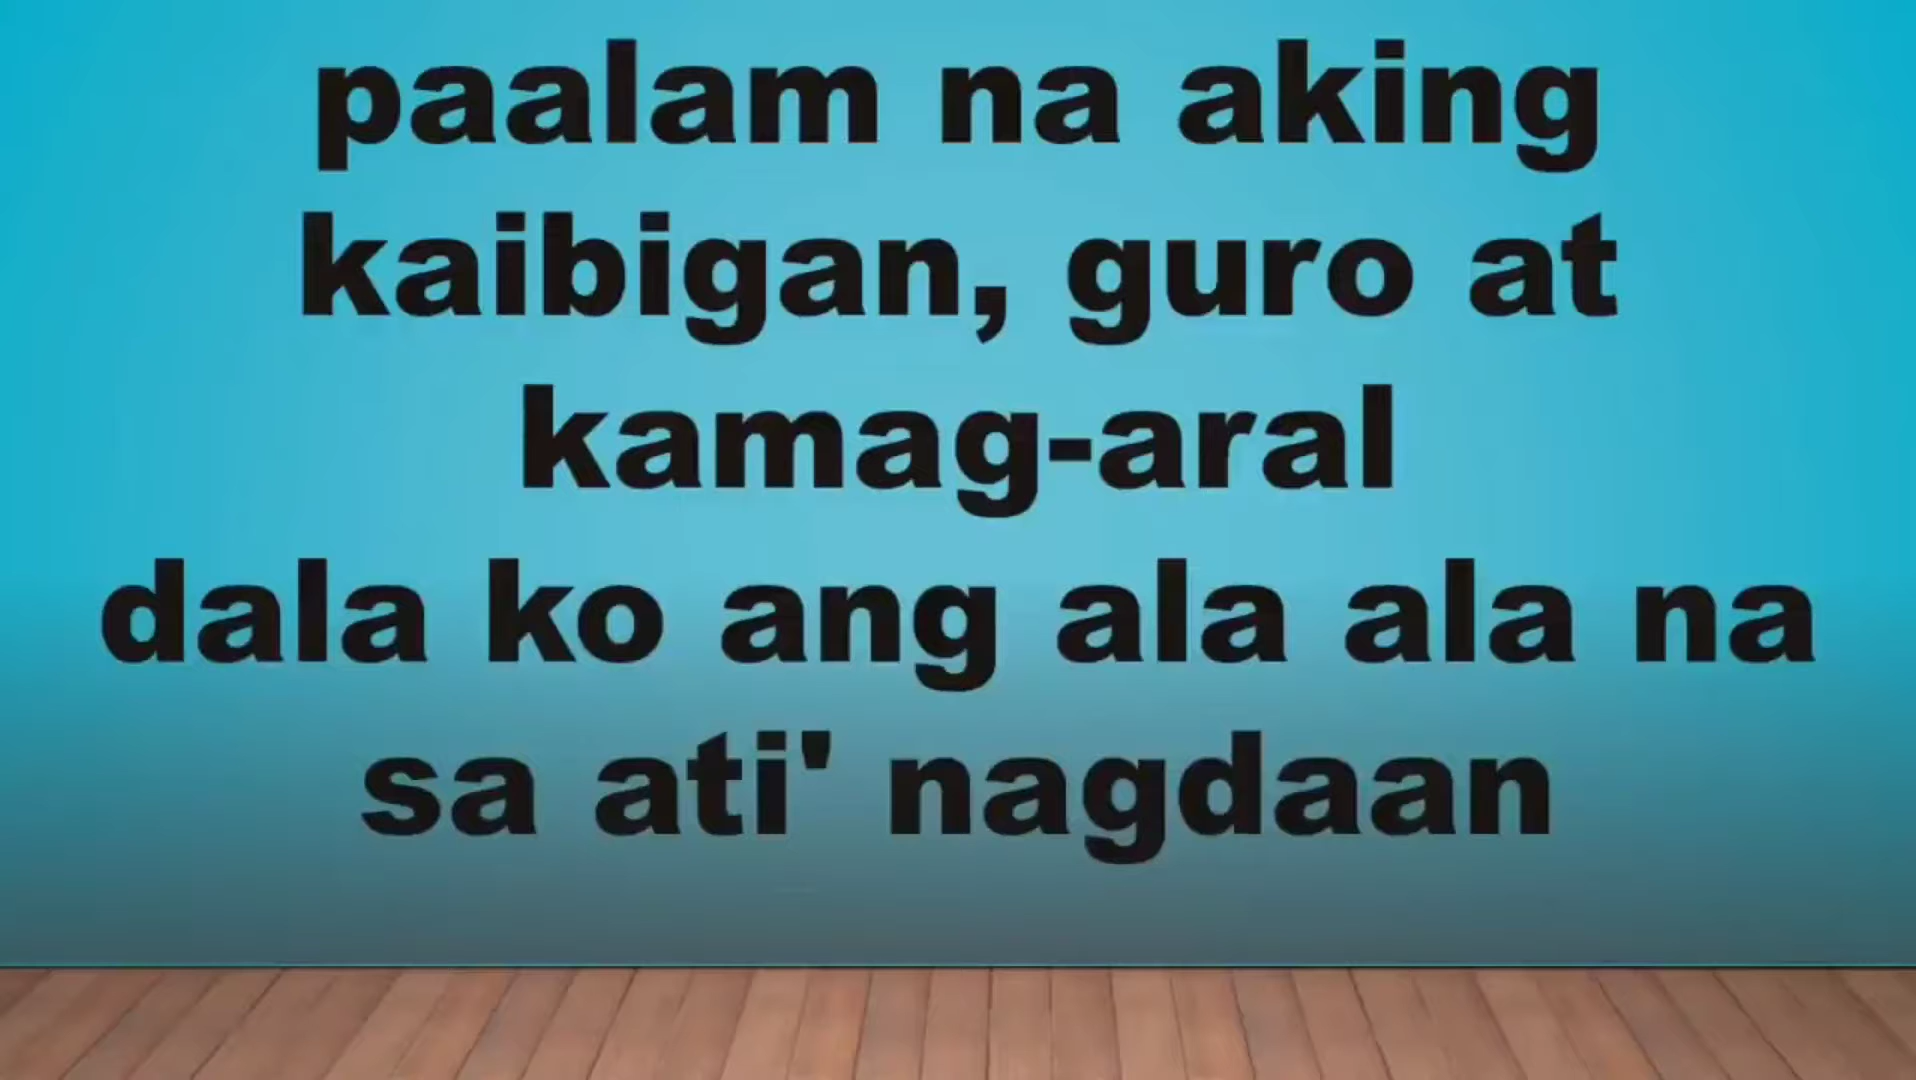 paalam na aking
kaibigan, guro at
kamag-aral
dala ko ang ala ala na
sa ati' nagdaan